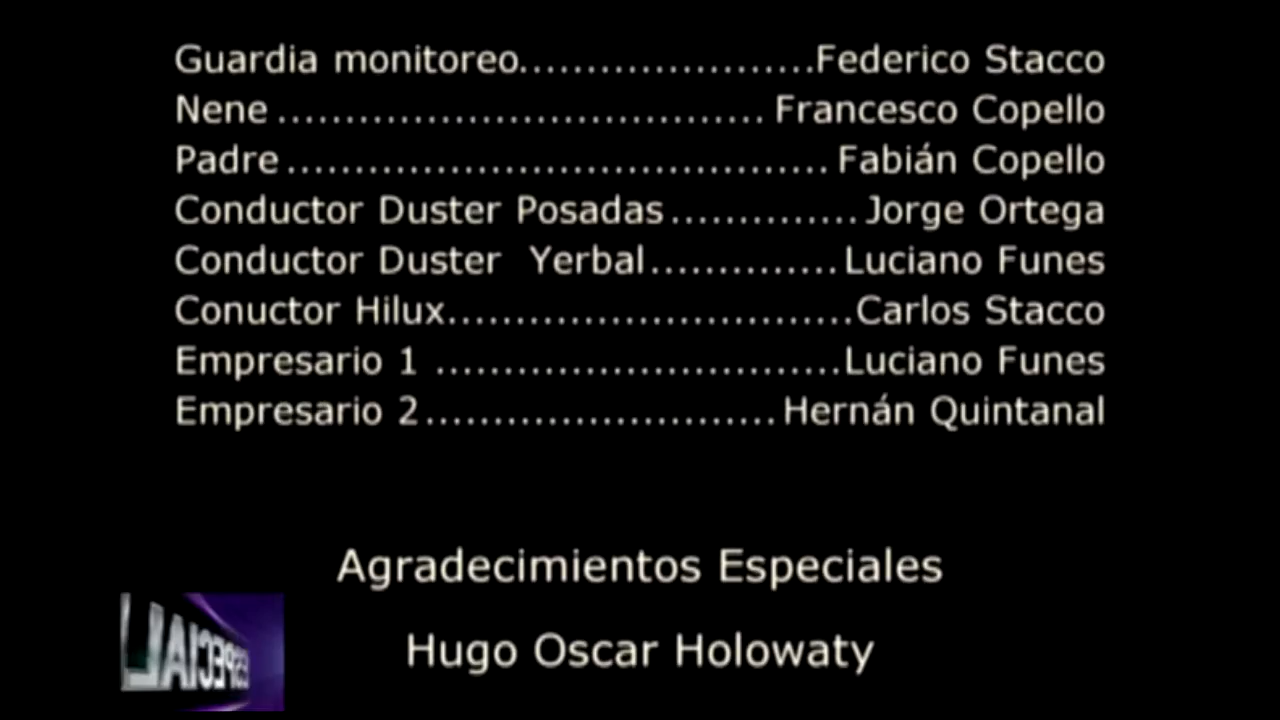 Guardia monitoreo......................Federico Stacco
Nene .................................... Francesco Copello
Padre ........................................ Fabián Copello
Conductor Duster Posadas .............. Jorge Ortega
Conductor Duster  Yerbal .............. Luciano Funes
Conuctor Hilux..............................Carlos Stacco
Empresario 1 ..............................Luciano Funes
Empresario 2 .......................... Hernán Quintanal
Agradecimientos Especiales
Hugo Oscar Holowaty
ESPECIAL